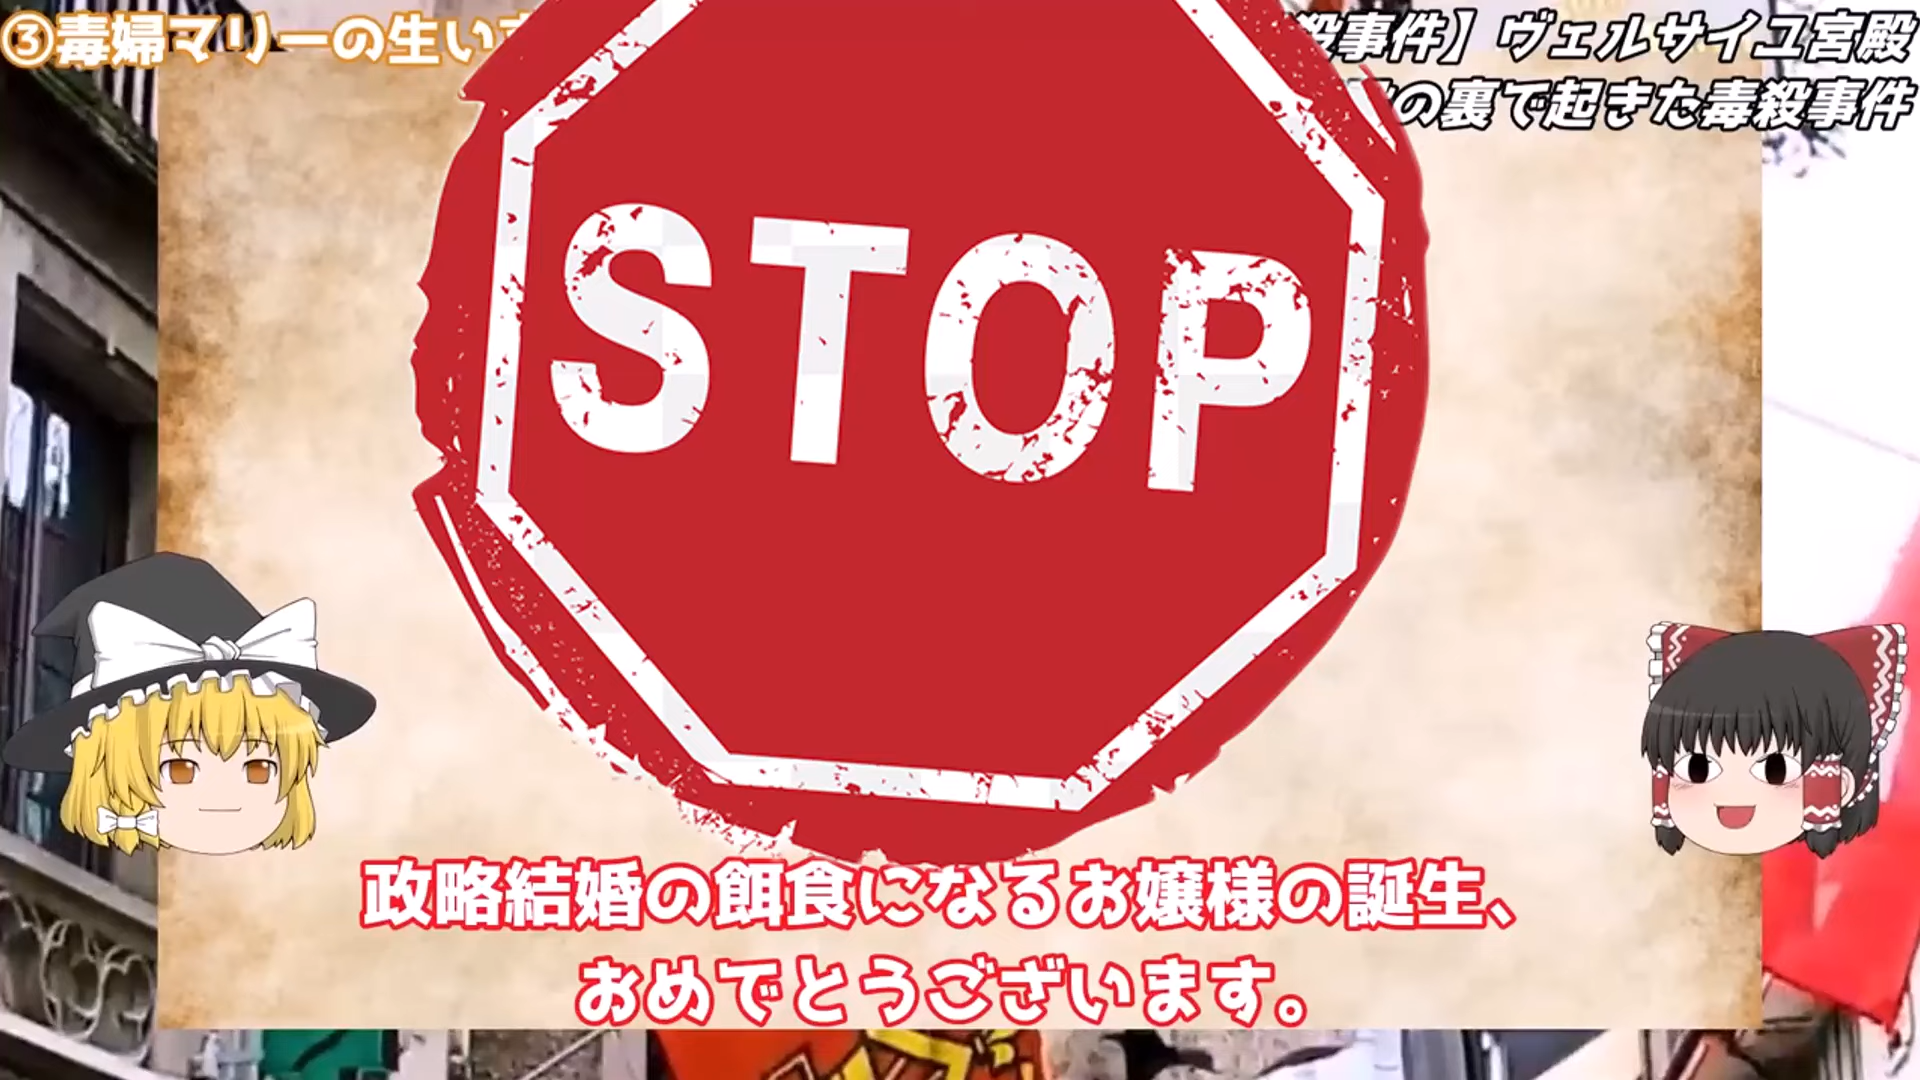 ③毒婦マリーの生い
殺事件】ヴェルサイユ宮殿
の裏で起きた毒殺事件
STOP
政略結婚の餌食になるお嬢様の誕生、
おめでとうございます。